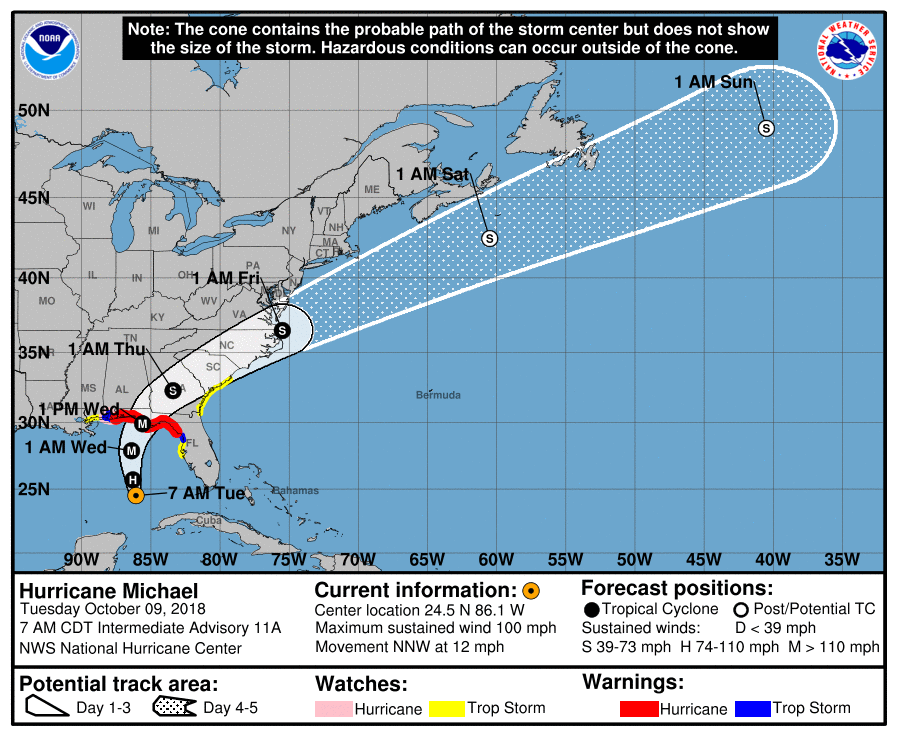 Note: The cone contains the probable path of the storm center but does not show
the size of the storm. Hazardous conditions can occur outside of the cone.
NOAA
NATIONAL WEATHER SERVICE
1 AM Sun
50N
S
1 AM Sat
ME
45N
WI
VT
MI
NY
NH
MA
CT
S
PA
40N
IL
IN
OH
1 AM Fri
MO
WV
VA
KY
S
TN
NC
35N
1 AM Thu
SC
MS
AL
S
Bermuda
1 PM Wed
30N
M
FL
1 AM Wed
M
H
25N
7 AM Tue
Bahamas
Cuba
90W 85W 80W 75W 70W 65W 60W 55W 50W 45W 40W 35W
Hurricane Michael
Tuesday October 09, 2018
7 AM CDT Intermediate Advisory 11A
NWS National Hurricane Center
Current information:
Center location 24.5 N 86.1 W
Maximum sustained wind 100 mph
Movement NNW at 12 mph
Forecast positions:
Tropical Cyclone Post/Potential TC
Sustained winds: D < 39 mph
S 39-73 mph H 74-110 mph M > 110 mph
Potential track area:
Day 1-3 Day 4-5
Watches:
Hurricane Trop Storm
Warnings:
Hurricane Trop Storm